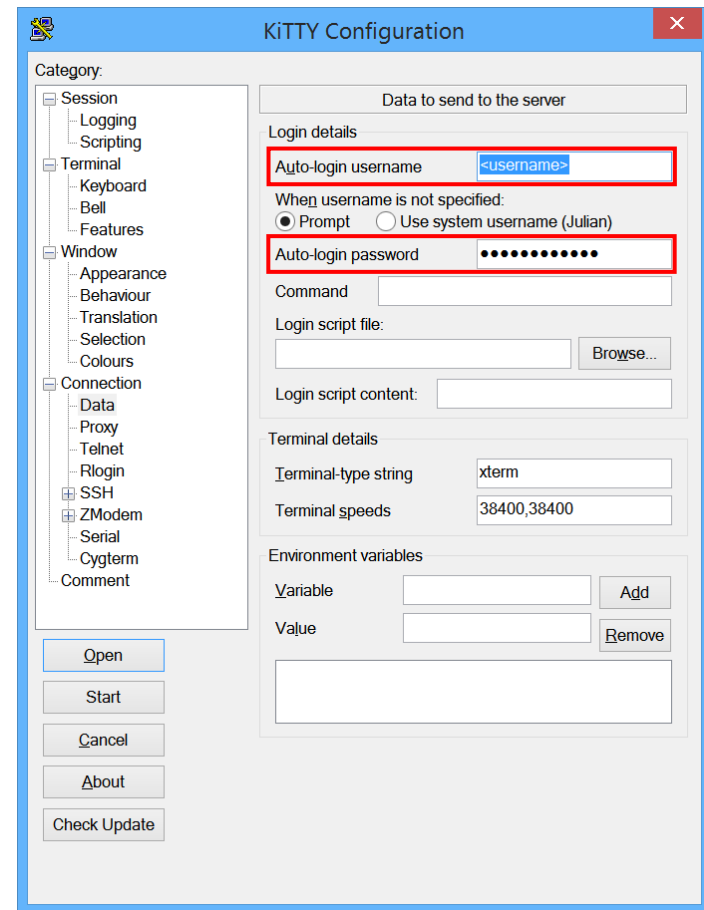 KiTTY Configuration
Category:
Session
Logging
Scripting
Terminal
Keyboard
Bell
Features
Window
Appearance
Behaviour
Translation
Selection
Colours
Connection
Data
Proxy
Telnet
Rlogin
SSH
ZModem
Serial
Cygterm
Comment
Open
Start
Cancel
About
Check Update
Data to send to the server
Login details
Auto-login username <username>
When username is not specified:
Prompt Use system username (Julian)
Auto-login password ●●●●●●●●●●●●
Command
Login script file:
Browse...
Login script content:
Terminal details
Terminal-type string xterm
Terminal speeds 38400,38400
Environment variables
Variable Add
Value Remove